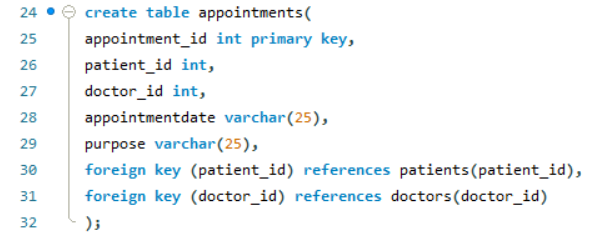 24 create table appointments(
25 appointment_id int primary key,
26 patient_id int,
27 doctor_id int,
28 appointmentdate varchar(25),
29 purpose varchar(25),
30 foreign key (patient_id) references patients(patient_id),
31 foreign key (doctor_id) references doctors(doctor_id)
32 );